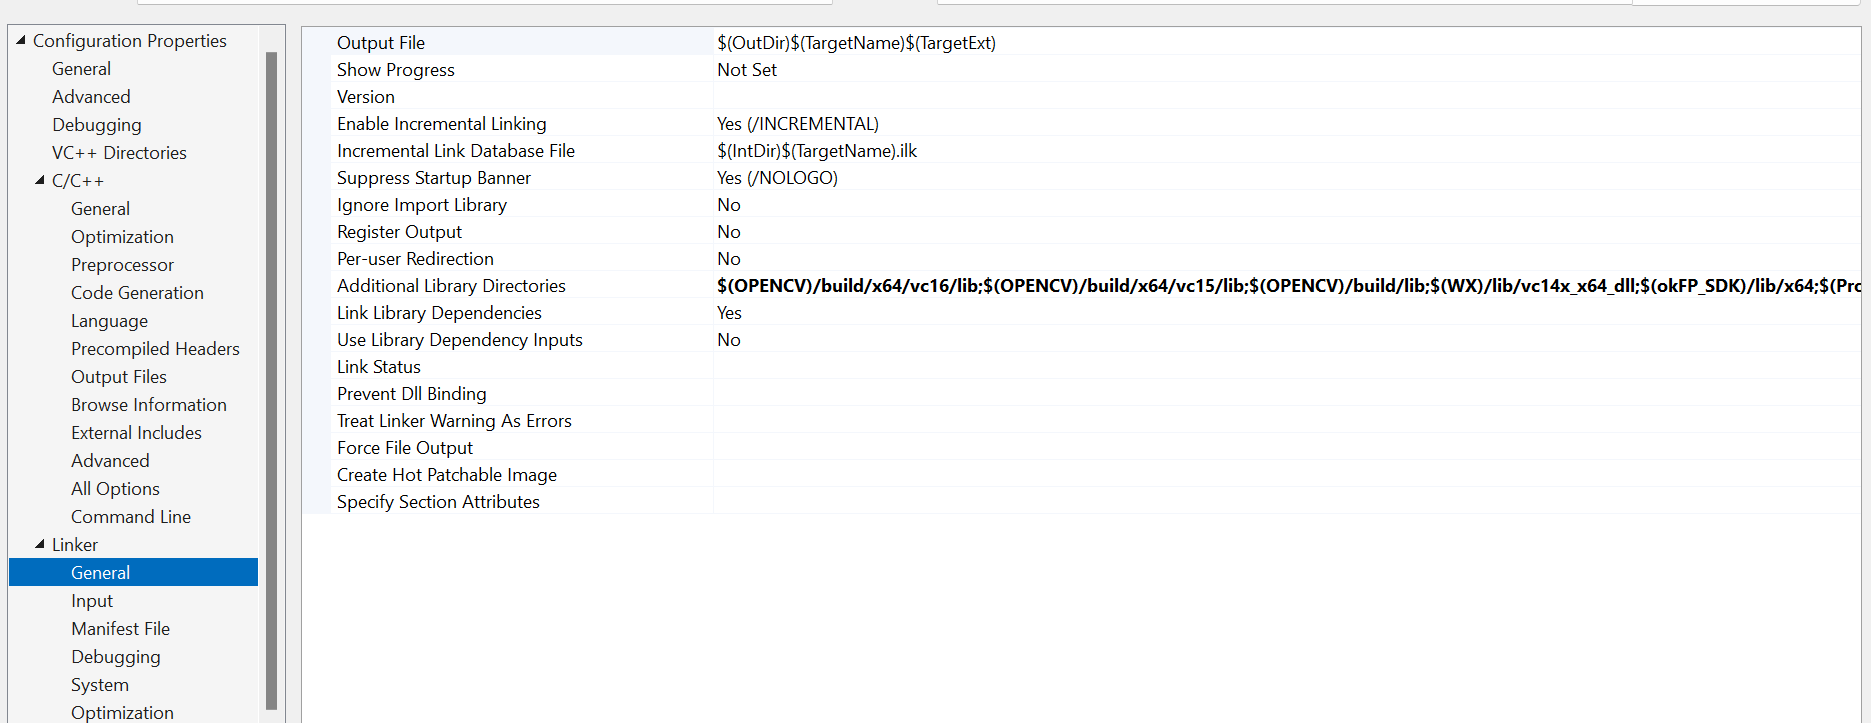 Configuration Properties
General
Advanced
Debugging
VC++ Directories
C/C++
General
Optimization
Preprocessor
Code Generation
Language
Precompiled Headers
Output Files
Browse Information
External Includes
Advanced
All Options
Command Line
Linker
General
Input
Manifest File
Debugging
System
Optimization
Output File $(OutDir)$(TargetName)$(TargetExt)
Show Progress Not Set
Version
Enable Incremental Linking Yes (/INCREMENTAL)
Incremental Link Database File $(IntDir)$(TargetName).ilk
Suppress Startup Banner Yes (/NOLOGO)
Ignore Import Library No
Register Output No
Per-user Redirection No
Additional Library Directories $(OPENCV)/build/x64/vc16/lib;$(OPENCV)/build/x64/vc15/lib;$(OPENCV)/build/lib;$(WX)/lib/vc14x_x64_dll;$(okFP_SDK)/lib/x64;$(Prc
Link Library Dependencies Yes
Use Library Dependency Inputs No
Link Status
Prevent Dll Binding
Treat Linker Warning As Errors
Force File Output
Create Hot Patchable Image
Specify Section Attributes